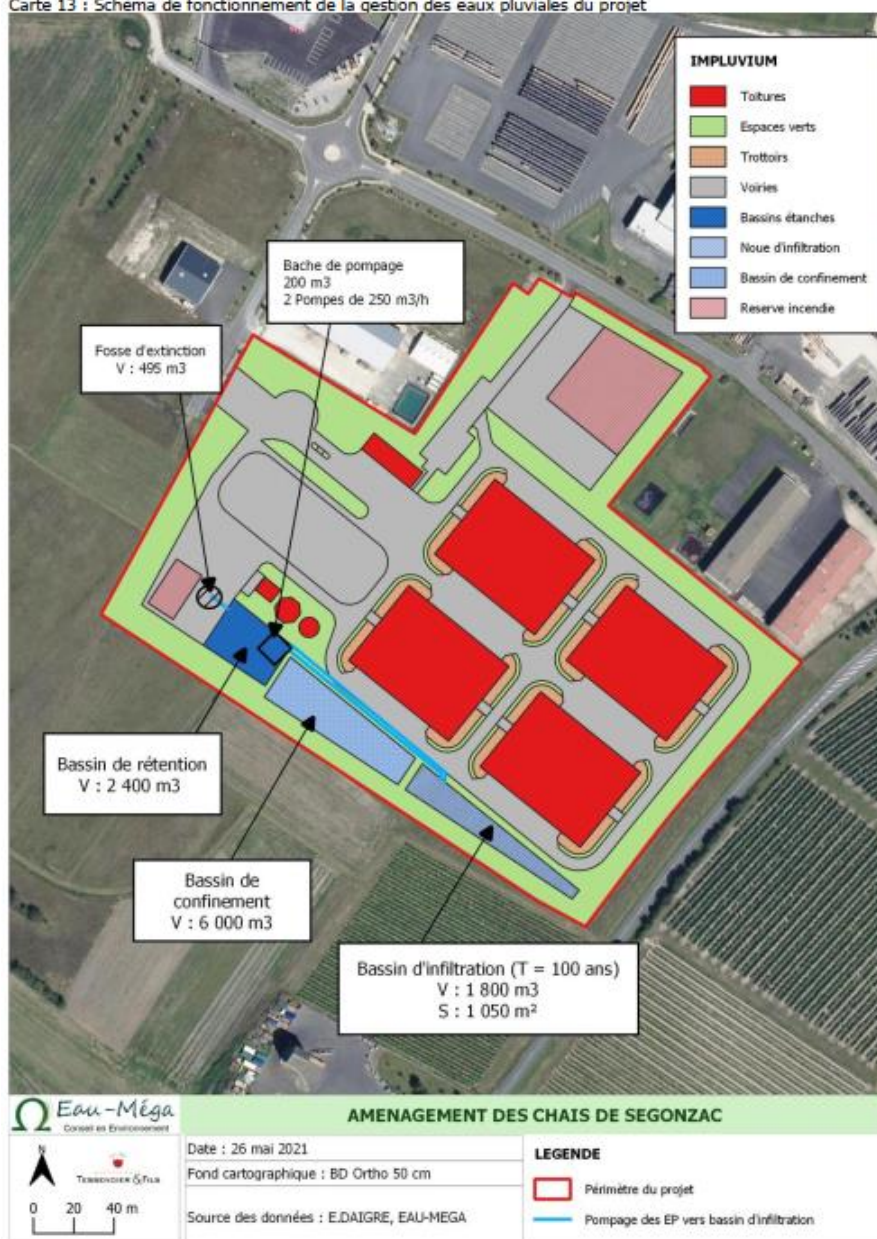 Carte 13 : Schéma de fonctionnement de la gestion des eaux pluviales du projet
IMPLUVIUM
Toitures
Espaces verts
Trottoirs
Voiries
Bassins étanches
Noue d'infiltration
Bassin de confinement
Reserve incendie
Bache de pompage
200 m3
2 Pompes de 250 m3/h
Fosse d'extinction
V : 495 m3
Bassin de rétention
V : 2 400 m3
Bassin de
confinement
V : 6 000 m3
Bassin d'infiltration (T = 100 ans)
V : 1 800 m3
S : 1 050 m²
Eau-Méga
Conseil en Environnement
AMENAGEMENT DES CHAIS DE SEGONZAC
N
TESSENDIER & FILS
0 20 40 m
Date : 26 mai 2021
Fond cartographique : BD Ortho 50 cm
Source des données : E.DAIGRE, EAU-MEGA
LEGENDE
Périmètre du projet
Pompage des EP vers bassin d'infiltration